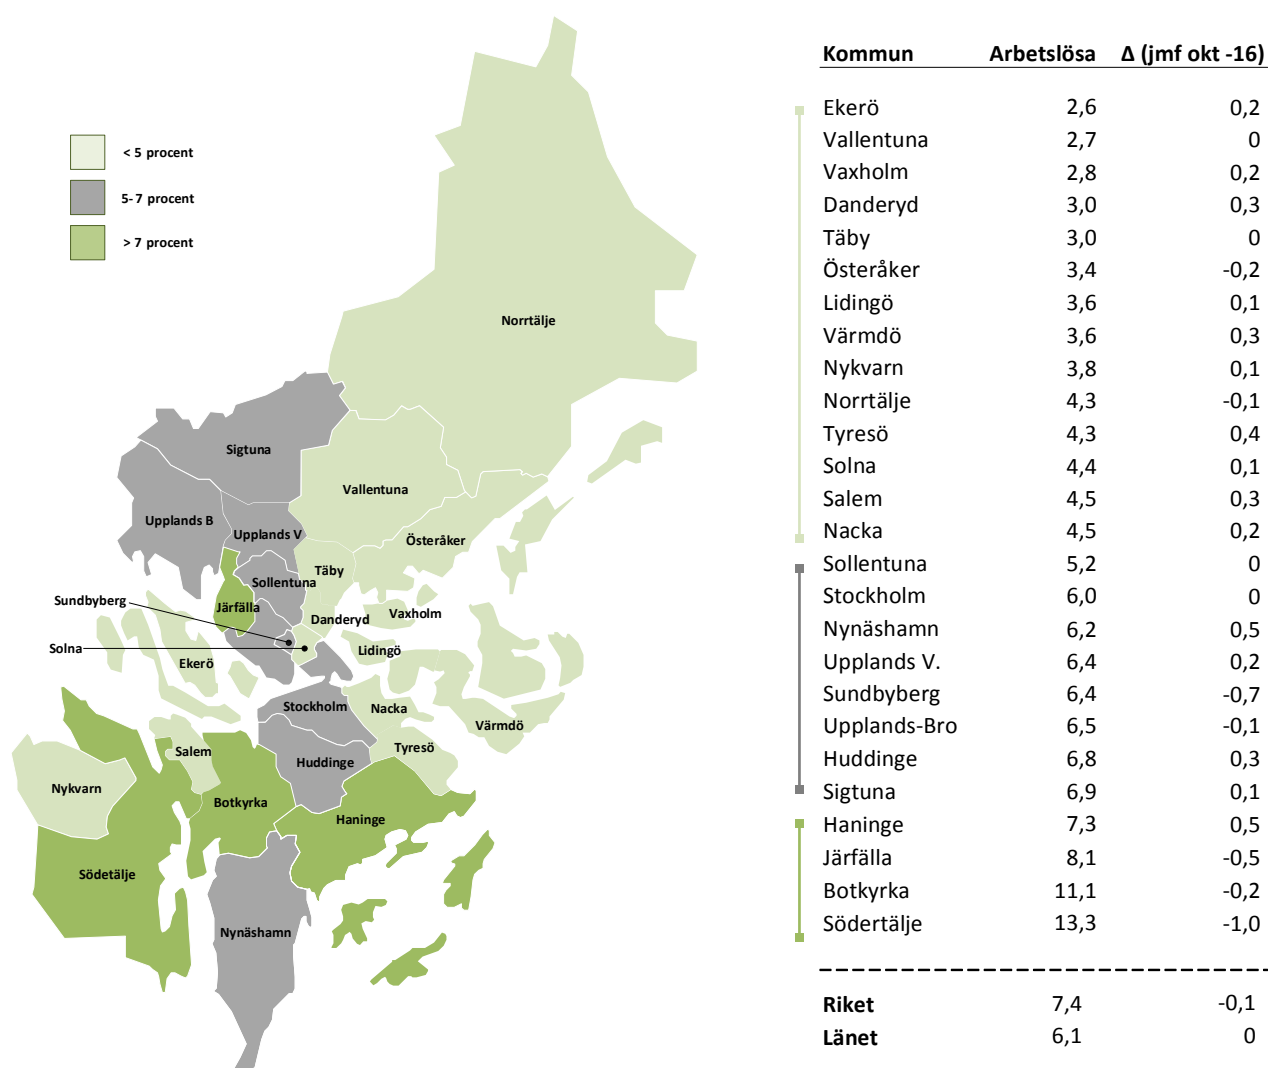 < 5 procent
5- 7 procent
> 7 procent
Norrtälje
Sigtuna
Vallentuna
Upplands B
Upplands V
Österåker
Täby
Sollentuna
Sundbyberg
Järfälla
Danderyd
Vaxholm
Solna
Lidingö
Ekerö
Stockholm
Nacka
Värmdö
Salem
Tyresö
Huddinge
Nykvarn
Botkyrka
Haninge
Södetälje
Nynäshamn
Kommun Arbetslösa Δ (jmf okt -16)
Ekerö 2,6 0,2
Vallentuna 2,7 0
Vaxholm 2,8 0,2
Danderyd 3,0 0,3
Täby 3,0 0
Österåker 3,4 -0,2
Lidingö 3,6 0,1
Värmdö 3,6 0,3
Nykvarn 3,8 0,1
Norrtälje 4,3 -0,1
Tyresö 4,3 0,4
Solna 4,4 0,1
Salem 4,5 0,3
Nacka 4,5 0,2
Sollentuna 5,2 0
Stockholm 6,0 0
Nynäshamn 6,2 0,5
Upplands V. 6,4 0,2
Sundbyberg 6,4 -0,7
Upplands-Bro 6,5 -0,1
Huddinge 6,8 0,3
Sigtuna 6,9 0,1
Haninge 7,3 0,5
Järfälla 8,1 -0,5
Botkyrka 11,1 -0,2
Södertälje 13,3 -1,0
Riket 7,4 -0,1
Länet 6,1 0